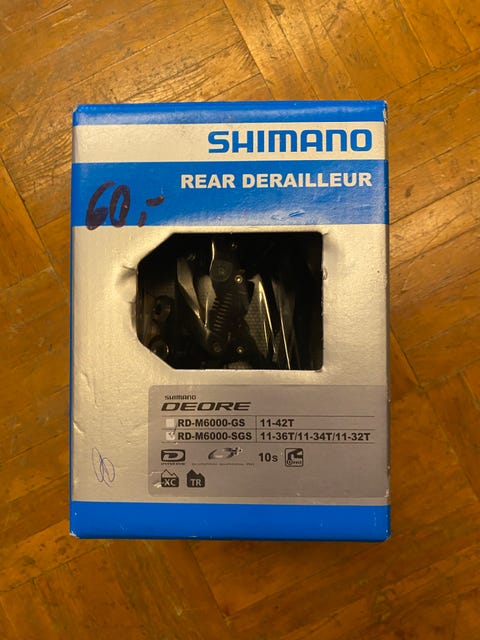 SHIMANO
REAR DERAILLEUR
60,-
SHIMANO
DEORE
RD-M6000-GS 11-42T
RD-M6000-SGS 11-36T/11-34T/11-32T
10s
XC TR